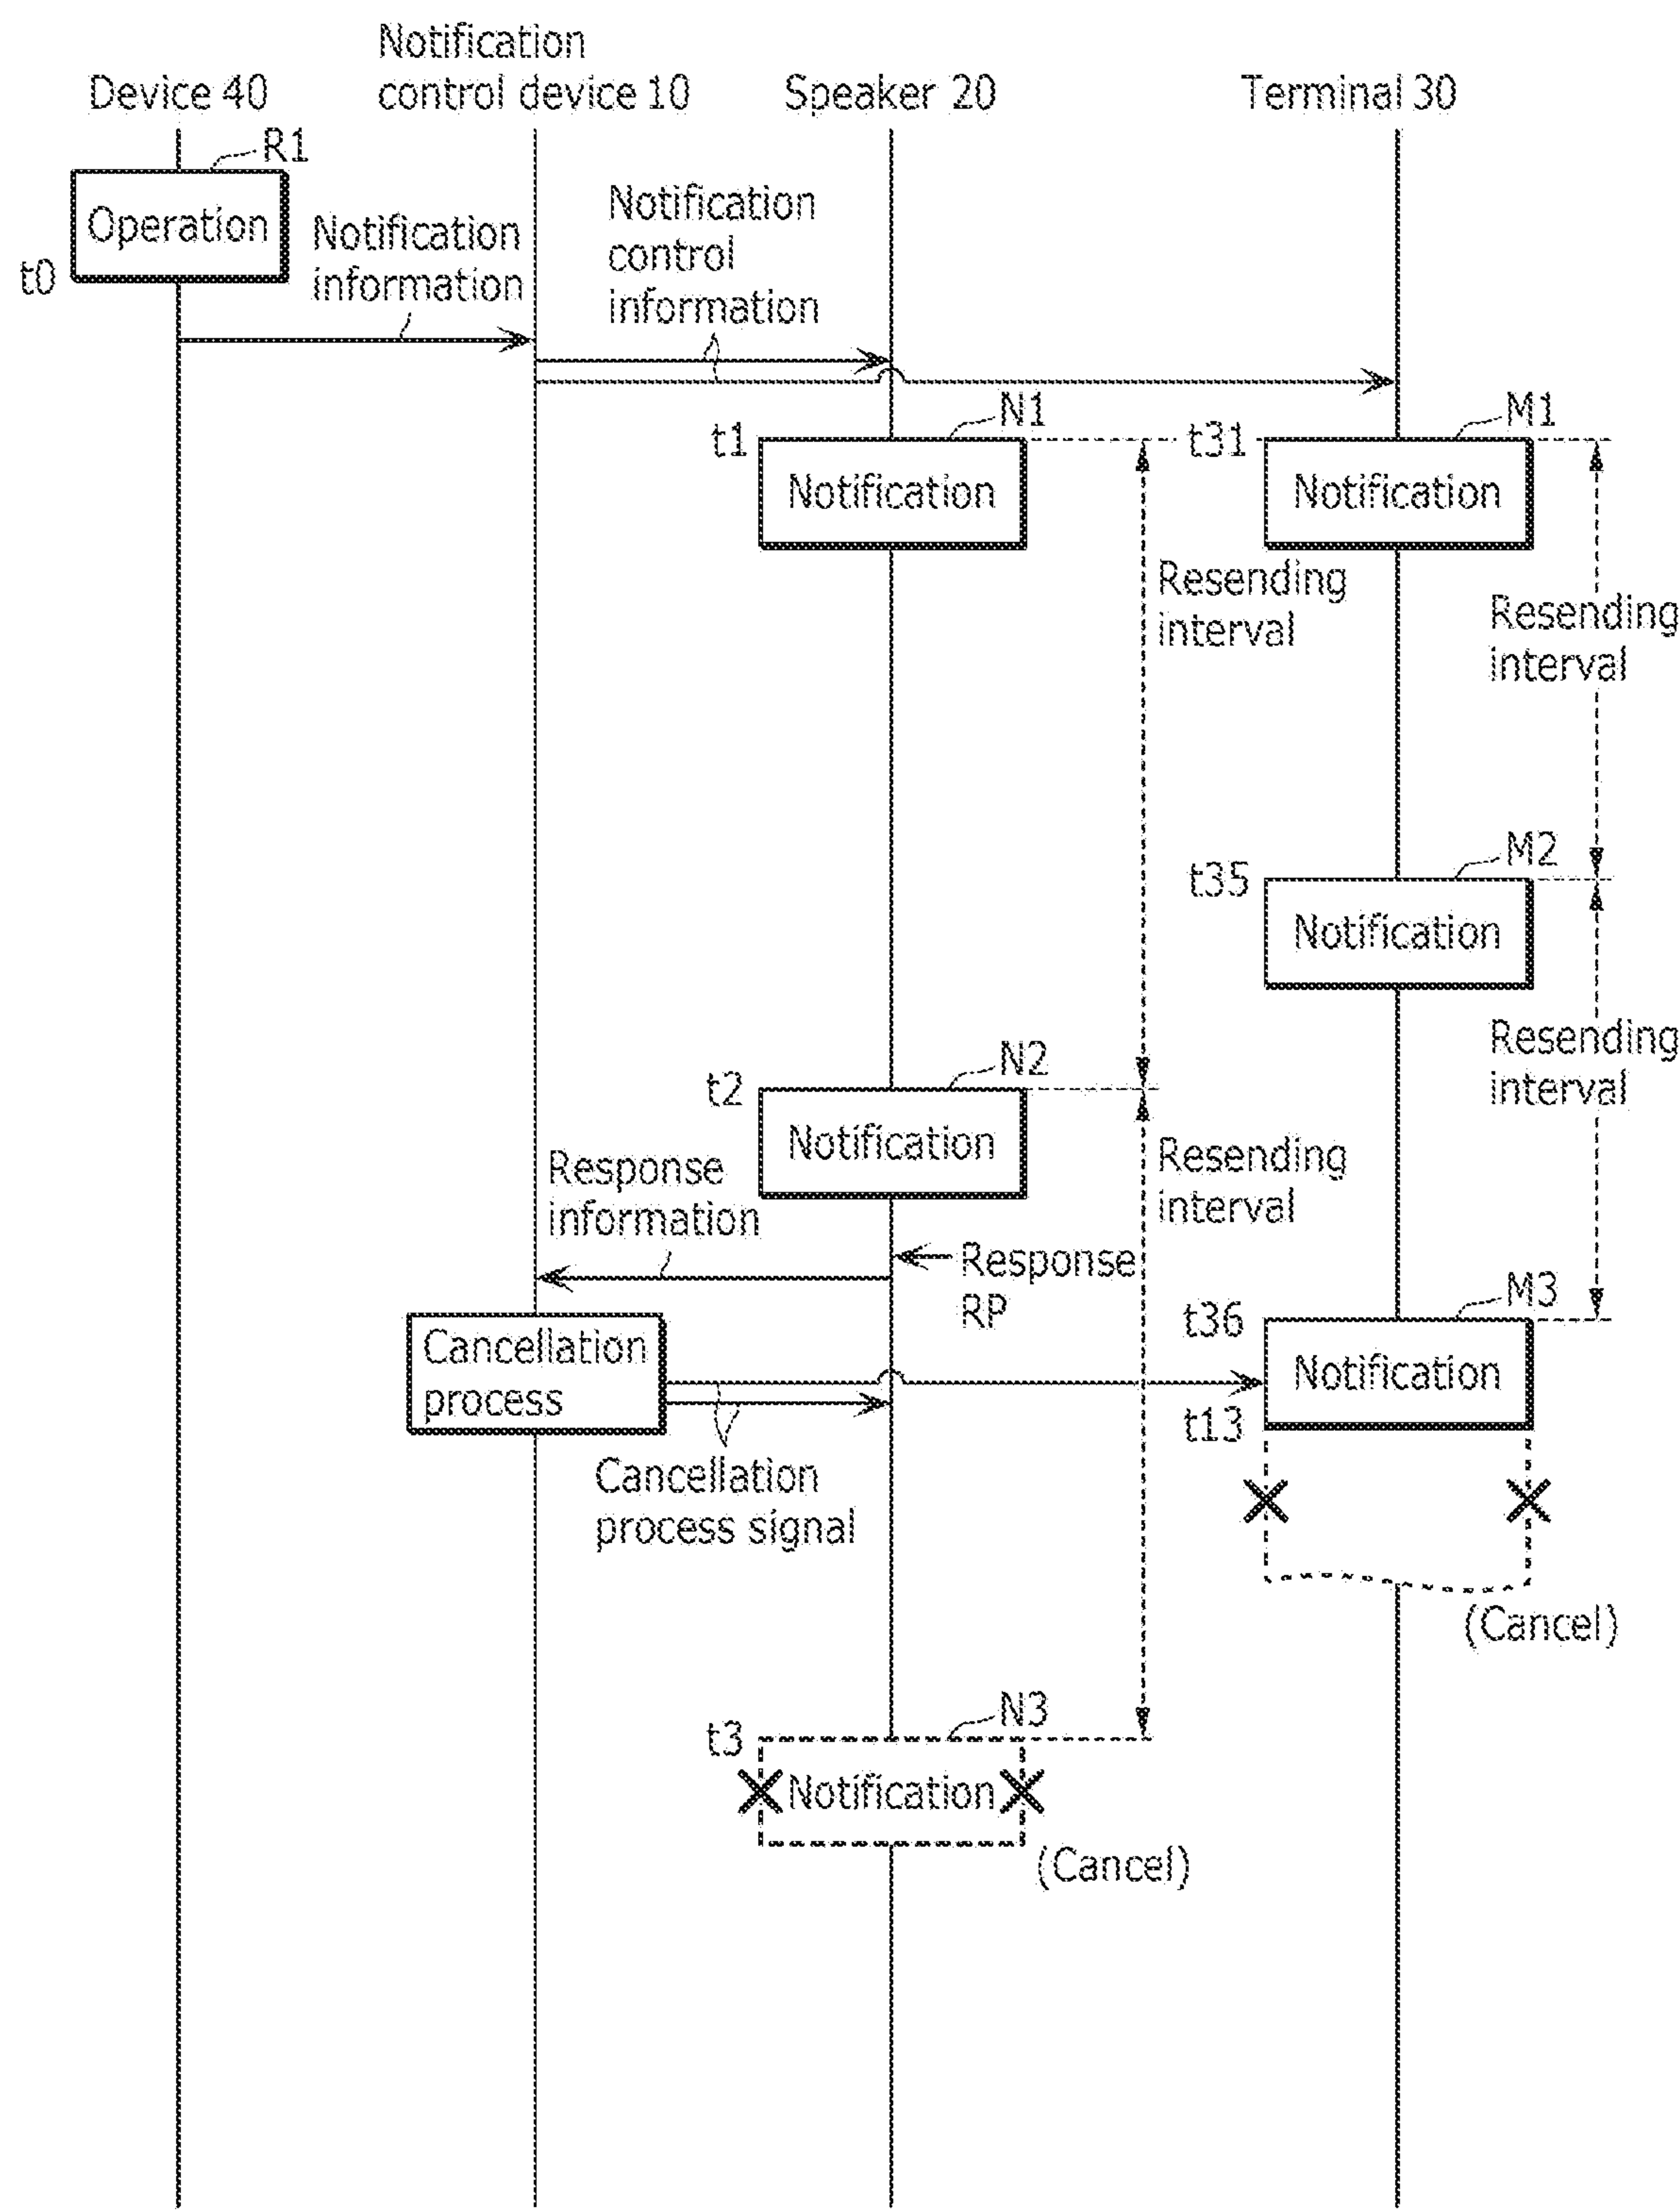 Notification
Device 40
control device 10
Speaker 20
Terminal 30
R1
Operation
t0
Notification
information
Notification
control
information
t1
N1
Notification
t31
M1
Notification
Resending
interval
Resending
interval
t35
M2
Notification
t2
N2
Notification
Resending
interval
Resending
interval
Response
information
Response
RP
t36
M3
Notification
t13
Cancellation
process
Cancellation
process signal
(Cancel)
t3
N3
Notification
(Cancel)